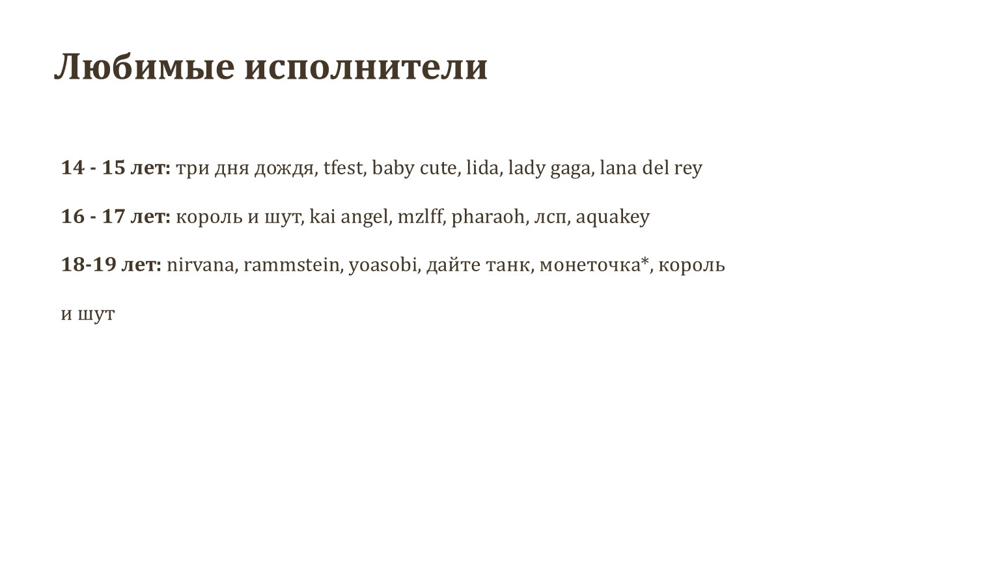 Любимые исполнители
14 - 15 лет: три дня дождя, tfest, baby cute, lida, lady gaga, lana del rey
16 - 17 лет: король и шут, kai angel, mzlff, pharaoh, лсп, aquakey
18-19 лет: nirvana, rammstein, yoasobi, дайте танк, монеточка*, король
и шут